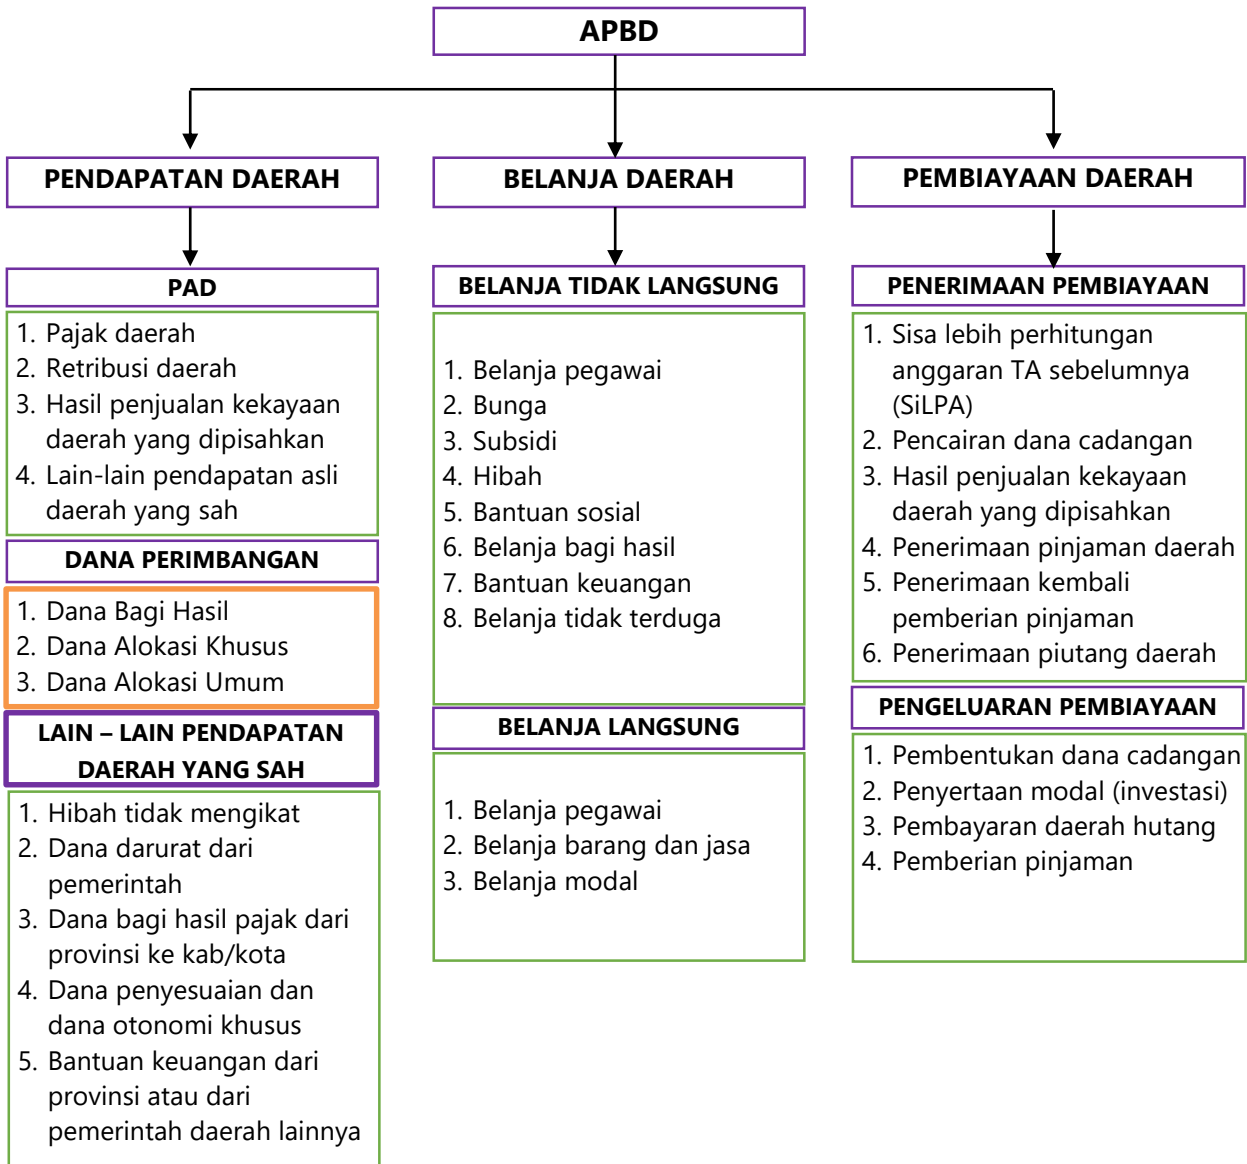 APBD
PENDAPATAN DAERAH
PAD
1. Pajak daerah
2. Retribusi daerah
3. Hasil penjualan kekayaan
daerah yang dipisahkan
4. Lain-lain pendapatan asli
daerah yang sah
DANA PERIMBANGAN
1. Dana Bagi Hasil
2. Dana Alokasi Khusus
3. Dana Alokasi Umum
LAIN – LAIN PENDAPATAN
DAERAH YANG SAH
1. Hibah tidak mengikat
2. Dana darurat dari
pemerintah
3. Dana bagi hasil pajak dari
provinsi ke kab/kota
4. Dana penyesuaian dan
dana otonomi khusus
5. Bantuan keuangan dari
provinsi atau dari
pemerintah daerah lainnya
BELANJA DAERAH
BELANJA TIDAK LANGSUNG
1. Belanja pegawai
2. Bunga
3. Subsidi
4. Hibah
5. Bantuan sosial
6. Belanja bagi hasil
7. Bantuan keuangan
8. Belanja tidak terduga
BELANJA LANGSUNG
1. Belanja pegawai
2. Belanja barang dan jasa
3. Belanja modal
PEMBIAYAAN DAERAH
PENERIMAAN PEMBIAYAAN
1. Sisa lebih perhitungan
anggaran TA sebelumnya
(SiLPA)
2. Pencairan dana cadangan
3. Hasil penjualan kekayaan
daerah yang dipisahkan
4. Penerimaan pinjaman daerah
5. Penerimaan kembali
pemberian pinjaman
6. Penerimaan piutang daerah
PENGELUARAN PEMBIAYAAN
1. Pembentukan dana cadangan
2. Penyertaan modal (investasi)
3. Pembayaran daerah hutang
4. Pemberian pinjaman